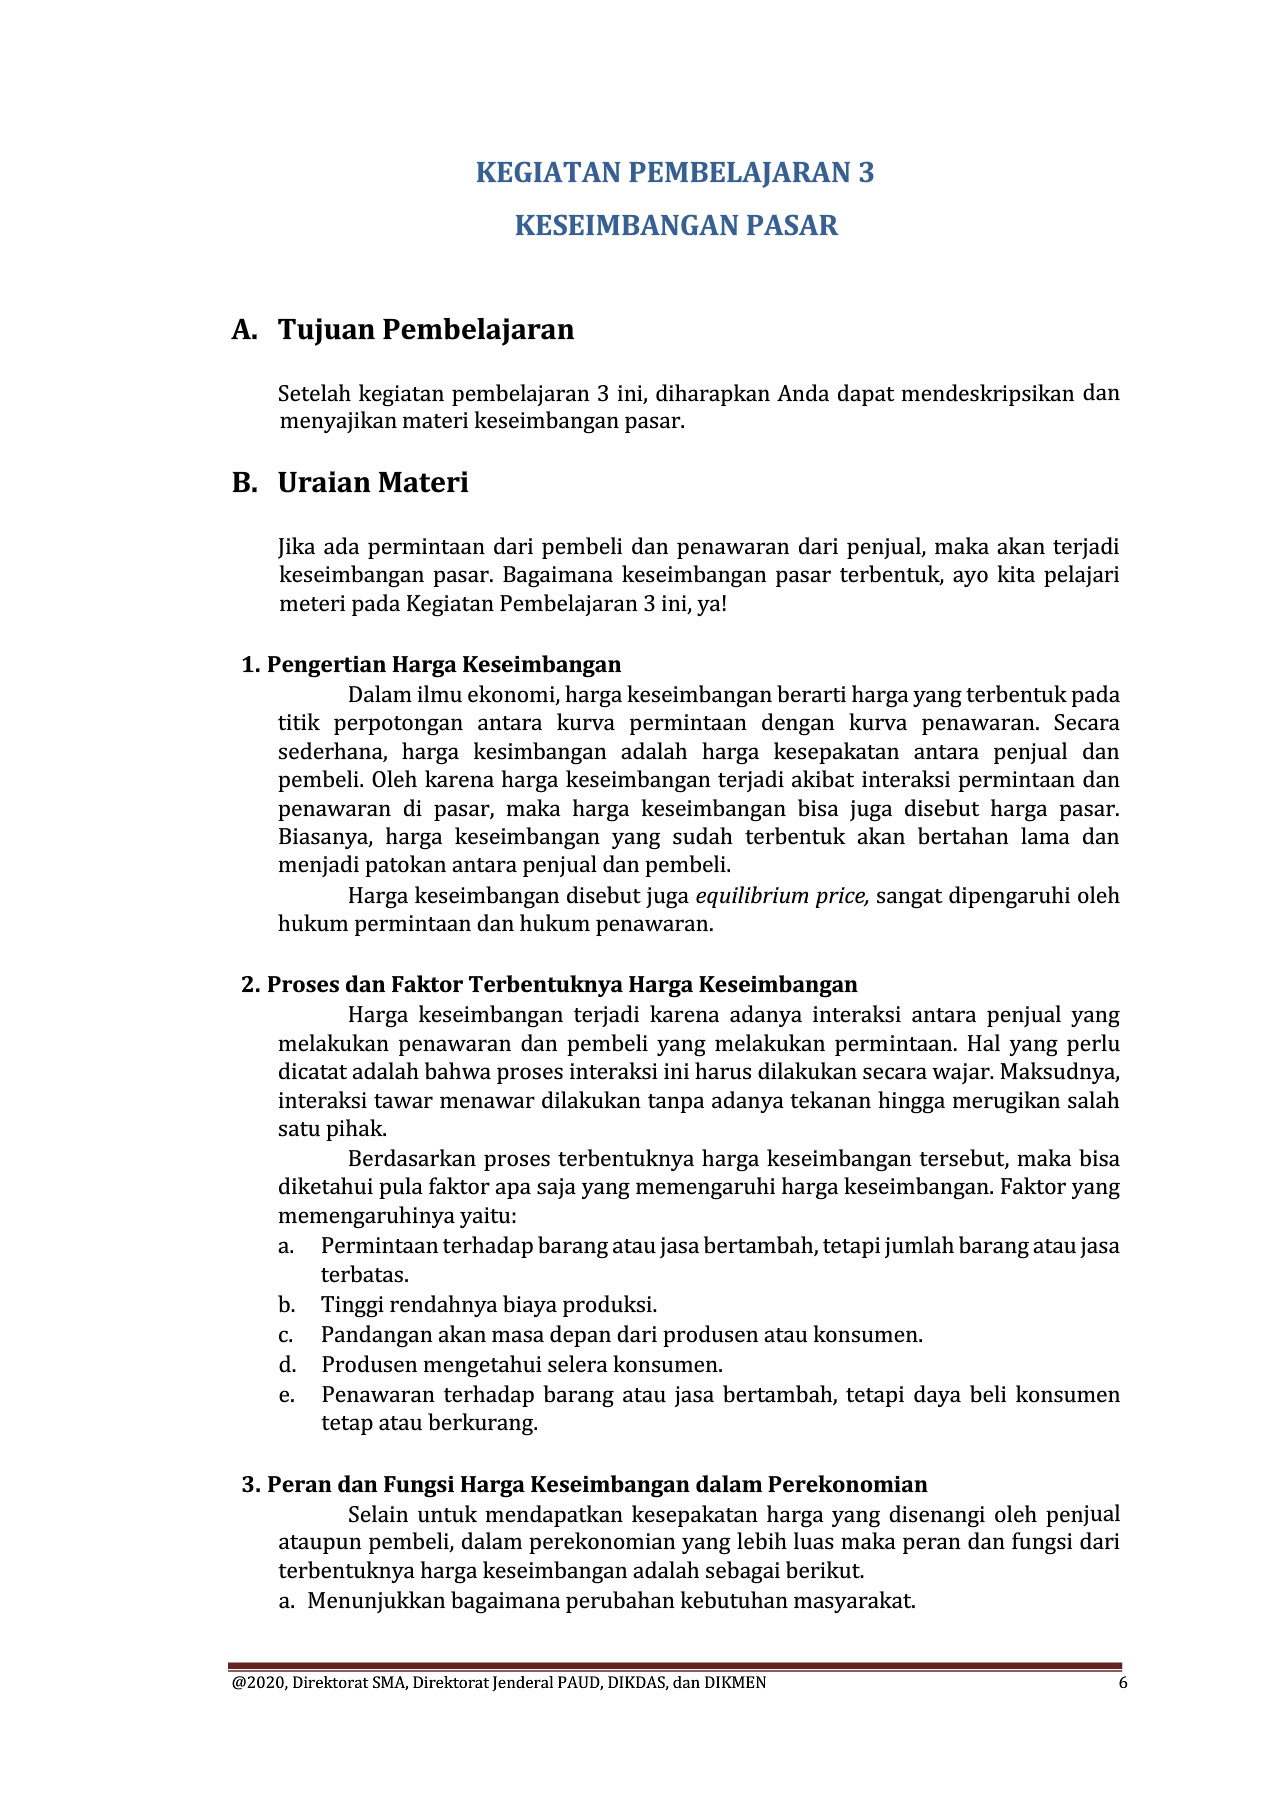 KEGIATAN PEMBELAJARAN 3
KESEIMBANGAN PASAR
A. Tujuan Pembelajaran
Setelah kegiatan pembelajaran 3 ini, diharapkan Anda dapat mendeskripsikan dan
menyajikan materi keseimbangan pasar.
B. Uraian Materi
Jika ada permintaan dari pembeli dan penawaran dari penjual, maka akan terjadi
keseimbangan pasar. Bagaimana keseimbangan pasar terbentuk, ayo kita pelajari
meteri pada Kegiatan Pembelajaran 3 ini, ya!
1. Pengertian Harga Keseimbangan
Dalam ilmu ekonomi, harga keseimbangan berarti harga yang terbentuk pada
titik perpotongan antara kurva permintaan dengan kurva penawaran. Secara
sederhana, harga kesimbangan adalah harga kesepakatan antara penjual dan
pembeli. Oleh karena harga keseimbangan terjadi akibat interaksi permintaan dan
penawaran di pasar, maka harga keseimbangan bisa juga disebut harga pasar.
Biasanya, harga keseimbangan yang sudah terbentuk akan bertahan lama dan
menjadi patokan antara penjual dan pembeli.
Harga keseimbangan disebut juga equilibrium price, sangat dipengaruhi oleh
hukum permintaan dan hukum penawaran.
2. Proses dan Faktor Terbentuknya Harga Keseimbangan
Harga keseimbangan terjadi karena adanya interaksi antara penjual yang
melakukan penawaran dan pembeli yang melakukan permintaan. Hal yang perlu
dicatat adalah bahwa proses interaksi ini harus dilakukan secara wajar. Maksudnya,
interaksi tawar menawar dilakukan tanpa adanya tekanan hingga merugikan salah
satu pihak.
Berdasarkan proses terbentuknya harga keseimbangan tersebut, maka bisa
diketahui pula faktor apa saja yang memengaruhi harga keseimbangan. Faktor yang
memengaruhinya yaitu:
a. Permintaan terhadap barang atau jasa bertambah, tetapi jumlah barang atau jasa
terbatas.
b. Tinggi rendahnya biaya produksi.
c. Pandangan akan masa depan dari produsen atau konsumen.
d. Produsen mengetahui selera konsumen.
e. Penawaran terhadap barang atau jasa bertambah, tetapi daya beli konsumen
tetap atau berkurang.
3. Peran dan Fungsi Harga Keseimbangan dalam Perekonomian
Selain untuk mendapatkan kesepakatan harga yang disenangi oleh penjual
ataupun pembeli, dalam perekonomian yang lebih luas maka peran dan fungsi dari
terbentuknya harga keseimbangan adalah sebagai berikut.
a. Menunjukkan bagaimana perubahan kebutuhan masyarakat.
@2020, Direktorat SMA, Direktorat Jenderal PAUD, DIKDAS, dan DIKMEN 6